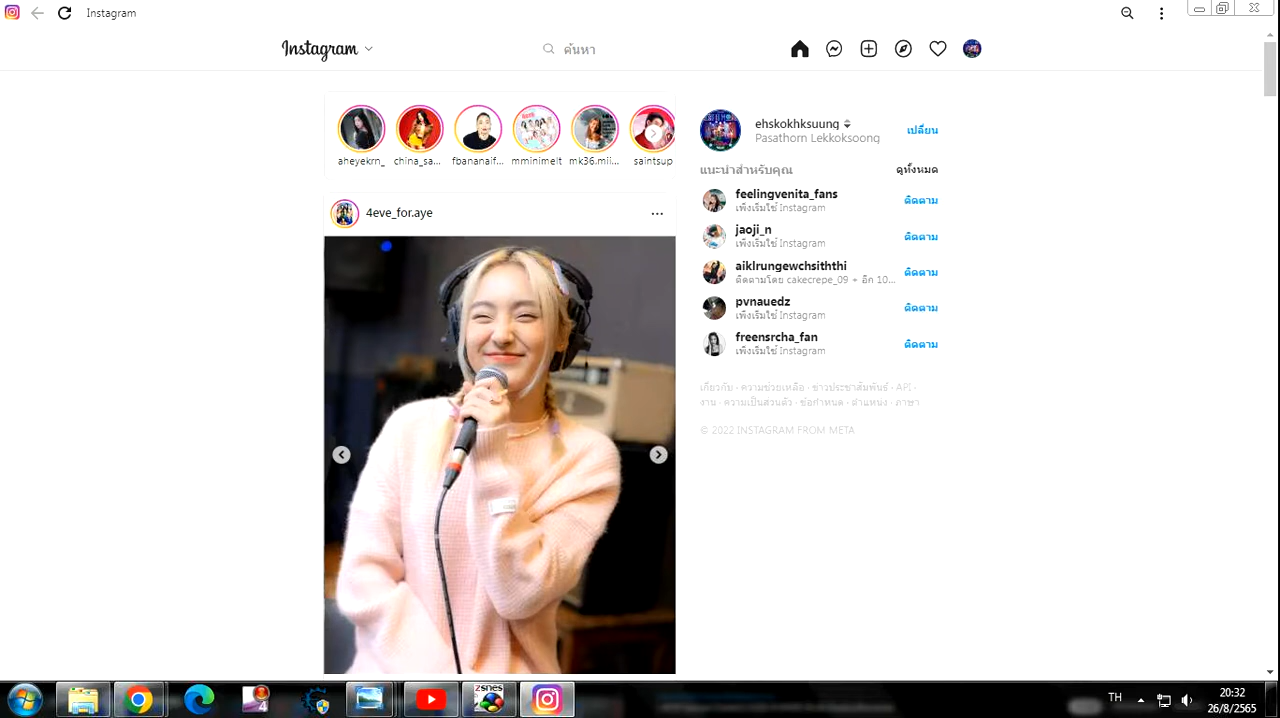 Instagram
Instagram
ค้นหา
aheyekrn_
china_sa...
fbananaif...
mminimelt
mk36.mii...
saintsup
ehskokhksuung
Pasathorn Lekkoksoong
เปลี่ยน
แนะนำสำหรับคุณ
ดูทั้งหมด
feelingvenita_fans
เพิ่งเริ่มใช้ Instagram
ติดตาม
jaoji_n
เพิ่งเริ่มใช้ Instagram
ติดตาม
aiklrungewchsiththi
ติดตามโดย cakecrepe_09 + อีก 10...
ติดตาม
pvnauedz
เพิ่งเริ่มใช้ Instagram
ติดตาม
freensrcha_fan
เพิ่งเริ่มใช้ Instagram
ติดตาม
เกี่ยวกับ · ความช่วยเหลือ · ข่าวประชาสัมพันธ์ · API ·
งาน · ความเป็นส่วนตัว · ข้อกำหนด · ตำแหน่ง · ภาษา
© 2022 INSTAGRAM FROM META
4eve_for.aye
4
ZSNES
TH
20:32
26/8/2565